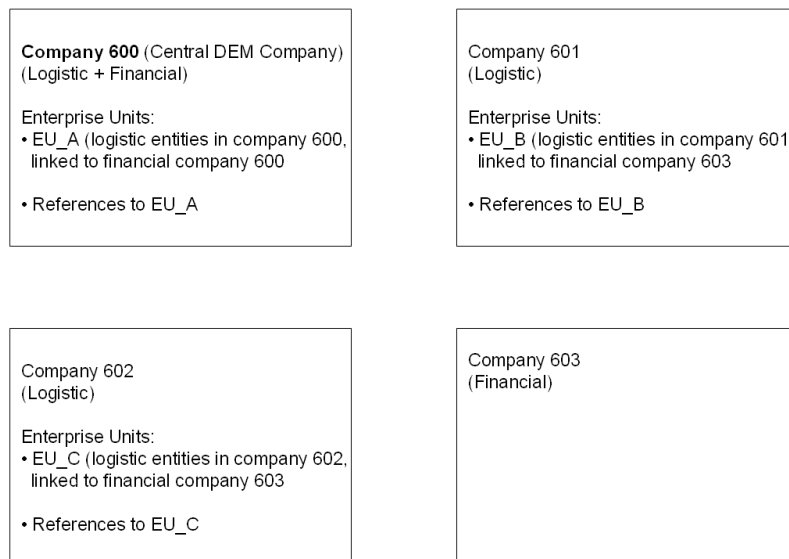 Company 600 (Central DEM Company)
(Logistic + Financial)
Enterprise Units:
• EU_A (logistic entities in company 600,
linked to financial company 600
• References to EU_A
Company 601
(Logistic)
Enterprise Units:
• EU_B (logistic entities in company 601
linked to financial company 603
• References to EU_B
Company 602
(Logistic)
Enterprise Units:
• EU_C (logistic entities in company 602,
linked to financial company 603
• References to EU_C
Company 603
(Financial)